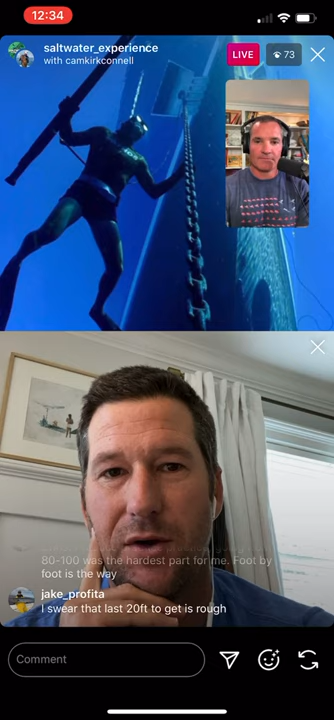 12:34
saltwater_experience
with camkirkconnell
LIVE
73
80-100 was the hardest part for me. Foot by
foot is the way
jake_profita
I swear that last 20ft to get is rough
Comment